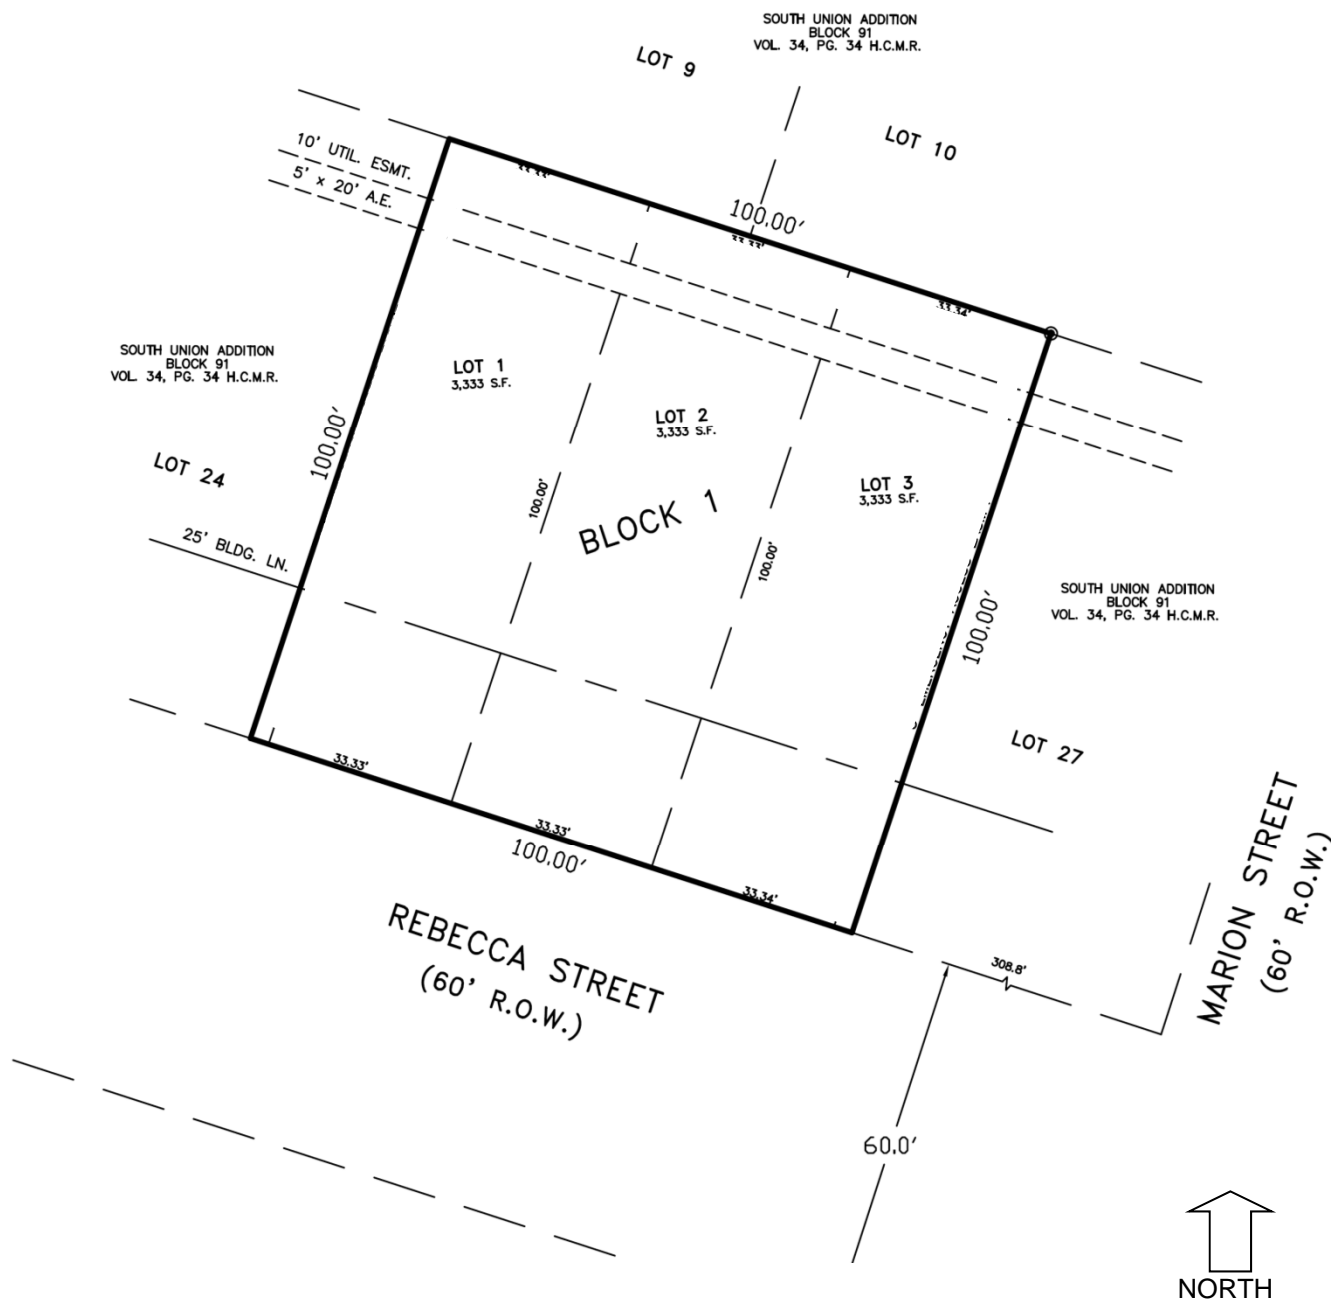 SOUTH UNION ADDITION
BLOCK 91
VOL. 34, PG. 34 H.C.M.R.
LOT 9
LOT 10
10' UTIL. ESMT.
5' x 20' A.E.
100.00'
33.33'
33.34'
SOUTH UNION ADDITION
BLOCK 91
VOL. 34, PG. 34 H.C.M.R.
LOT 1
3,333 S.F.
LOT 2
3,333 S.F.
LOT 3
3,333 S.F.
100.00'
LOT 24
100.00'
BLOCK 1
100.00'
25' BLDG. LN.
100.00'
SOUTH UNION ADDITION
BLOCK 91
VOL. 34, PG. 34 H.C.M.R.
LOT 27
33.33'
33.33'
33.34'
100.00'
REBECCA STREET
(60' R.O.W.)
308.8'
MARION STREET
(60' R.O.W.)
60.0'
NORTH